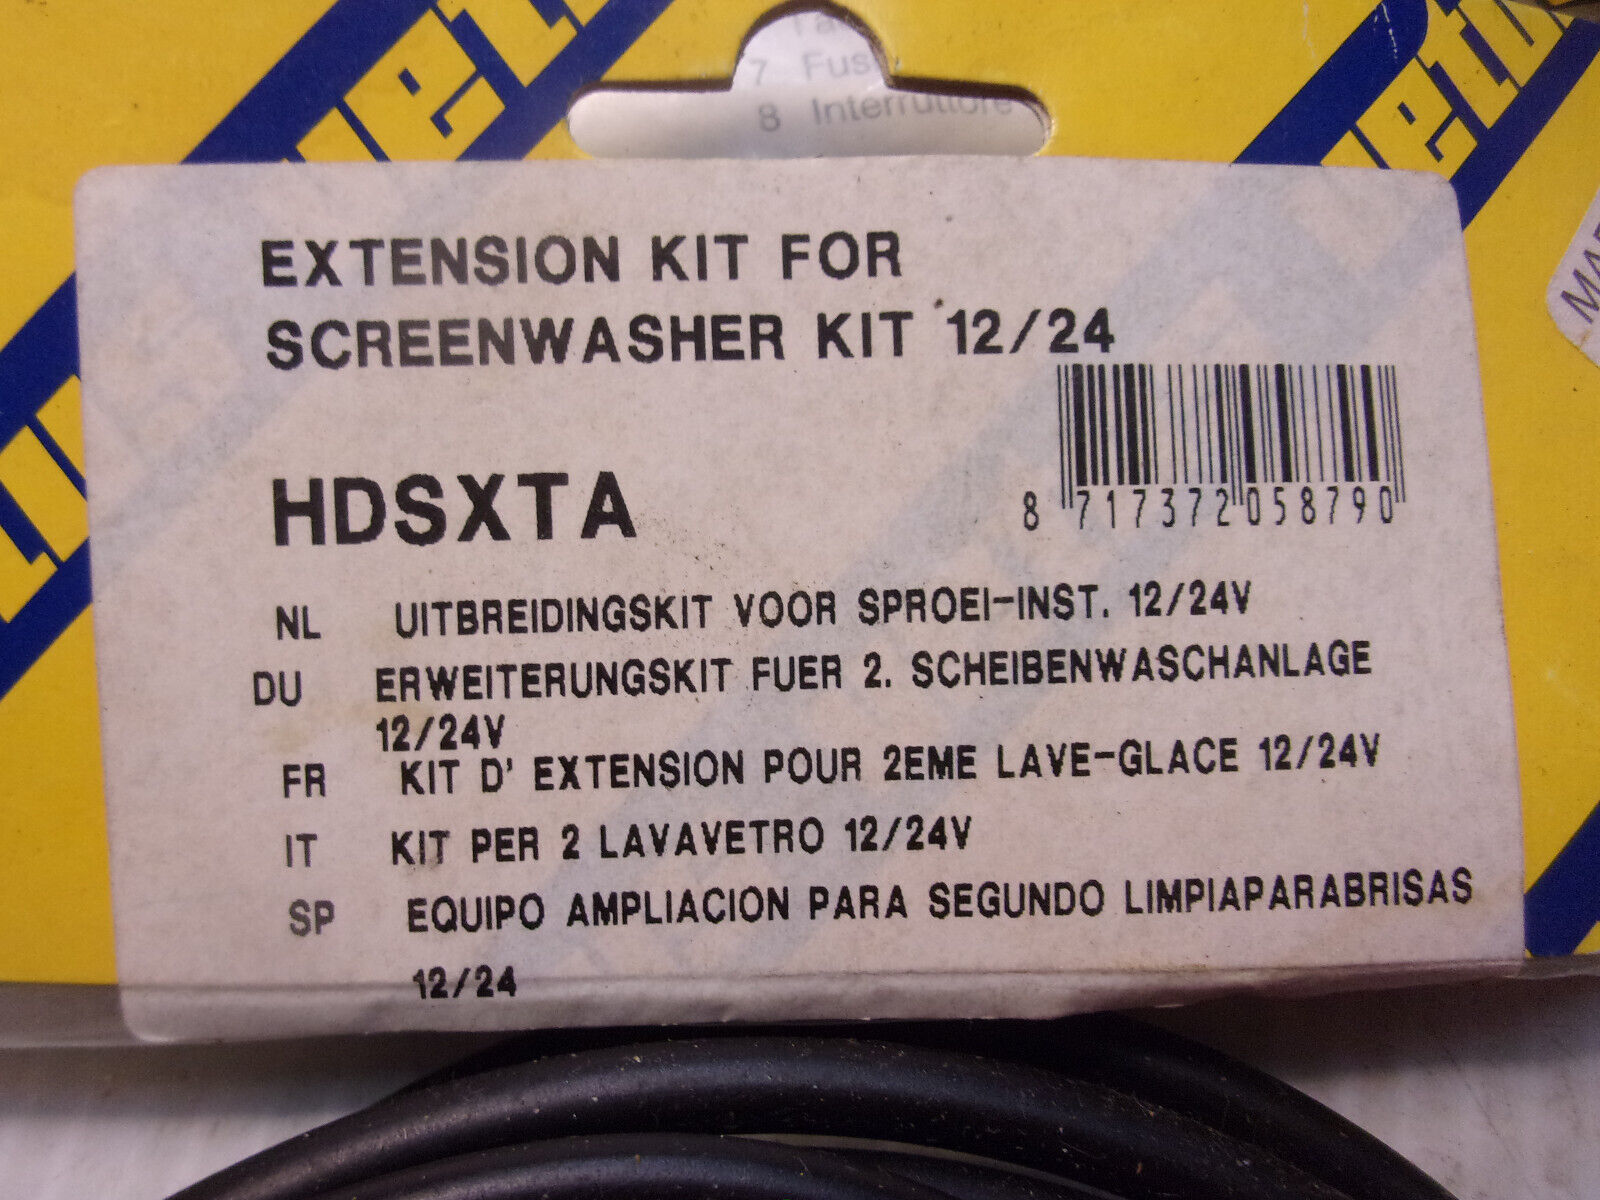 7 Fus
8 Interruttore
EXTENSION KIT FOR
SCREENWASHER KIT 12/24
HDSXTA
8 717372 058790
NL UITBREIDINGSKIT VOOR SPROEI-INST. 12/24V
DU ERWEITERUNGSKIT FUER 2. SCHEIBENWASCHANLAGE
12/24V
FR KIT D' EXTENSION POUR 2EME LAVE-GLACE 12/24V
IT KIT PER 2 LAVAVETRO 12/24V
SP EQUIPO AMPLIACION PARA SEGUNDO LIMPIAPARABRISAS
12/24